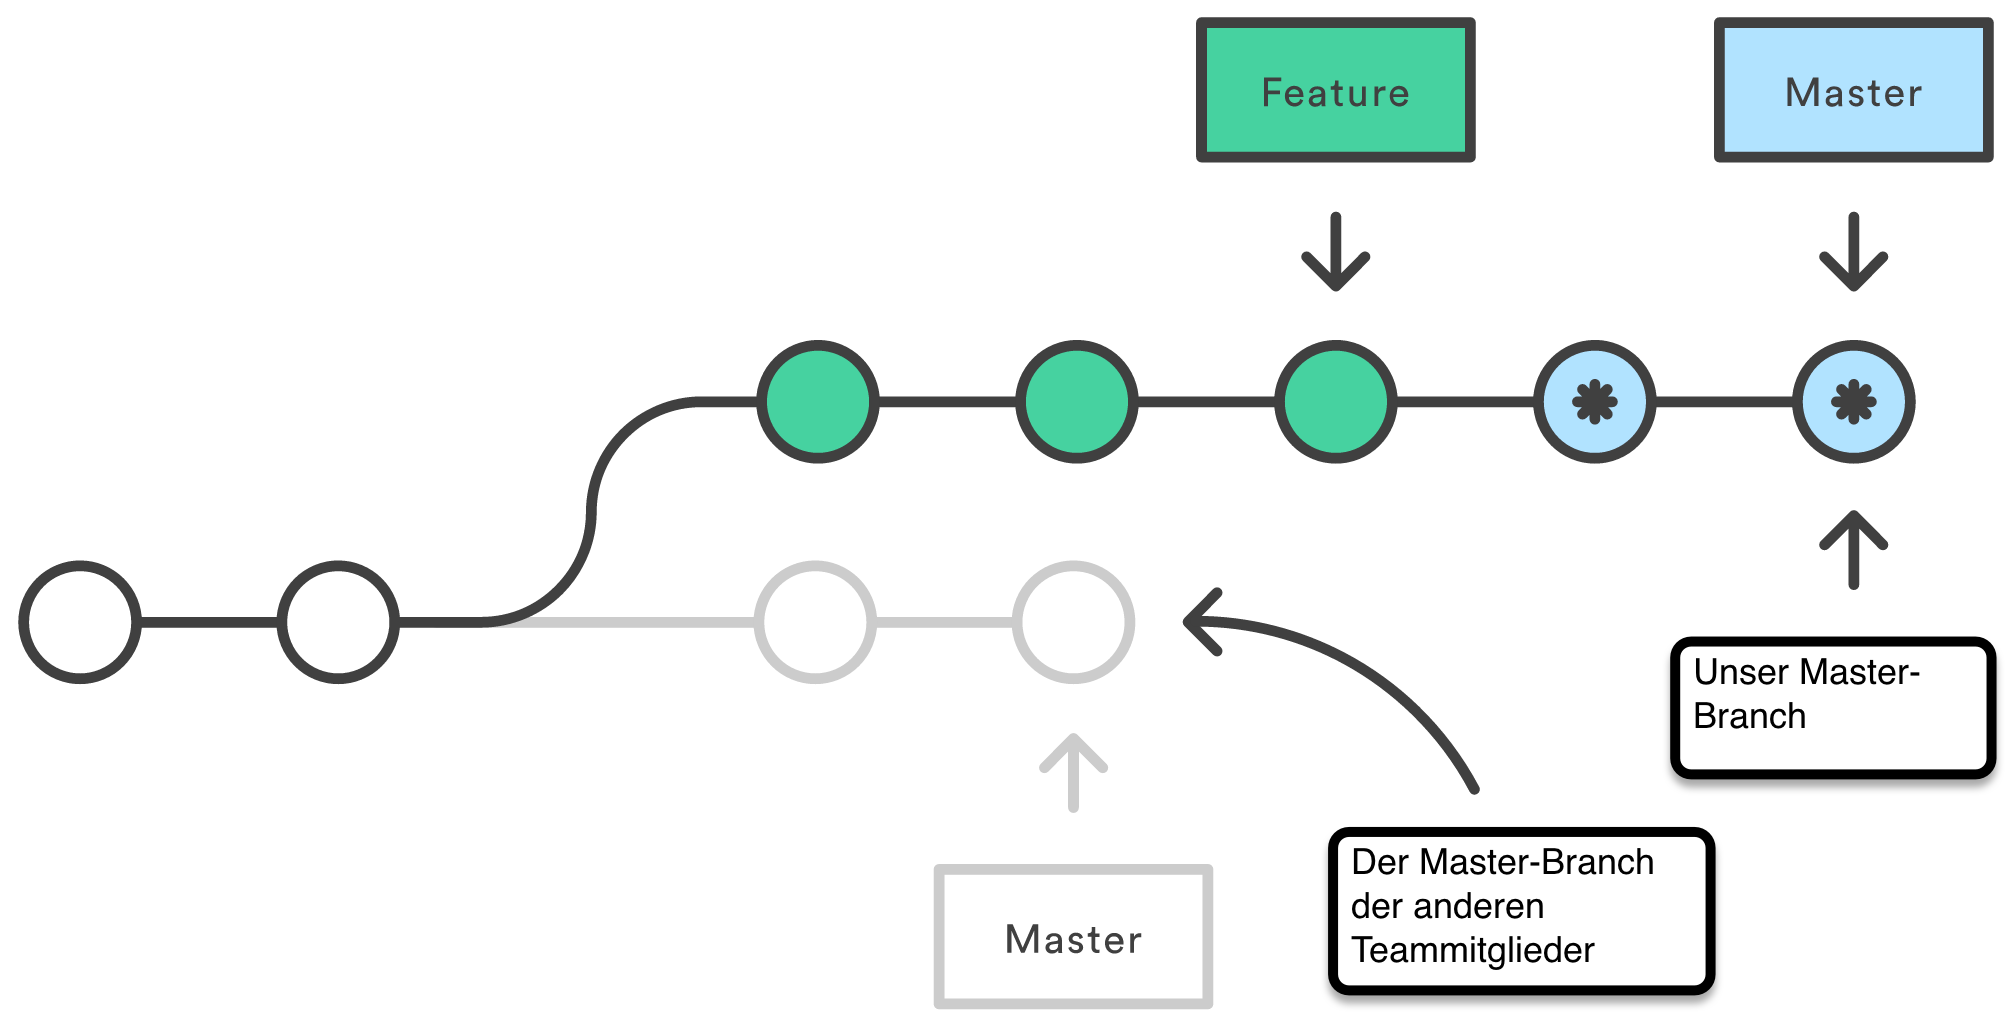 Feature
Master
Unser Master-
Branch
Der Master-Branch
der anderen
Teammitglieder
Master